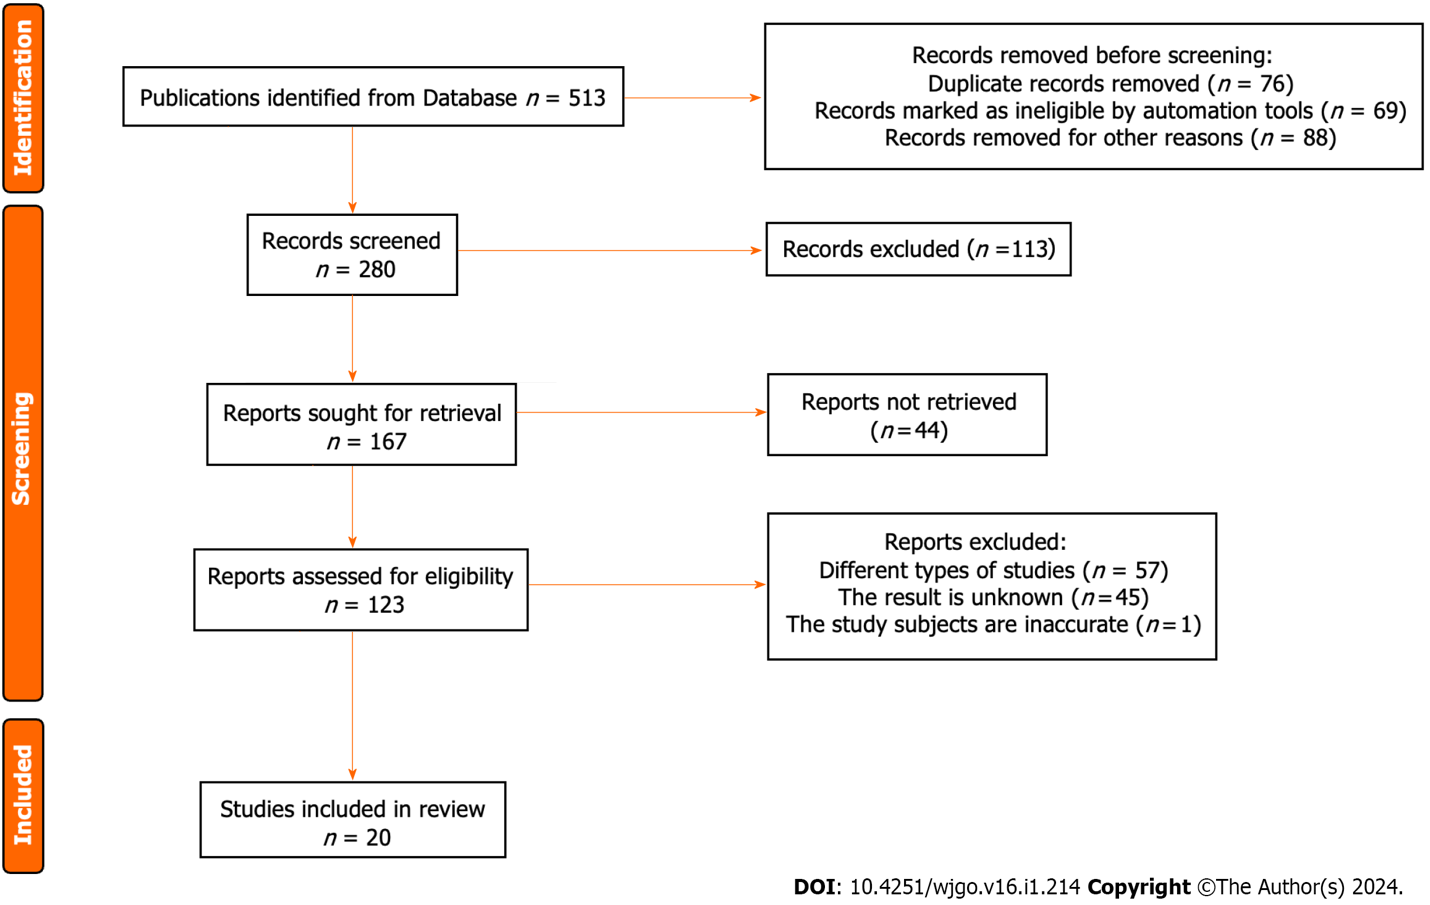 Identification
Publications identified from Database n = 513
Records removed before screening:
Duplicate records removed (n = 76)
Records marked as ineligible by automation tools (n = 69)
Records removed for other reasons (n = 88)
Screening
Records screened
n = 280
Records excluded (n =113)
Reports sought for retrieval
n = 167
Reports not retrieved
(n=44)
Reports assessed for eligibility
n = 123
Reports excluded:
Different types of studies (n = 57)
The result is unknown (n=45)
The study subjects are inaccurate (n=1)
Included
Studies included in review
n = 20
DOI: 10.4251/wjgo.v16.i1.214 Copyright ©The Author(s) 2024.